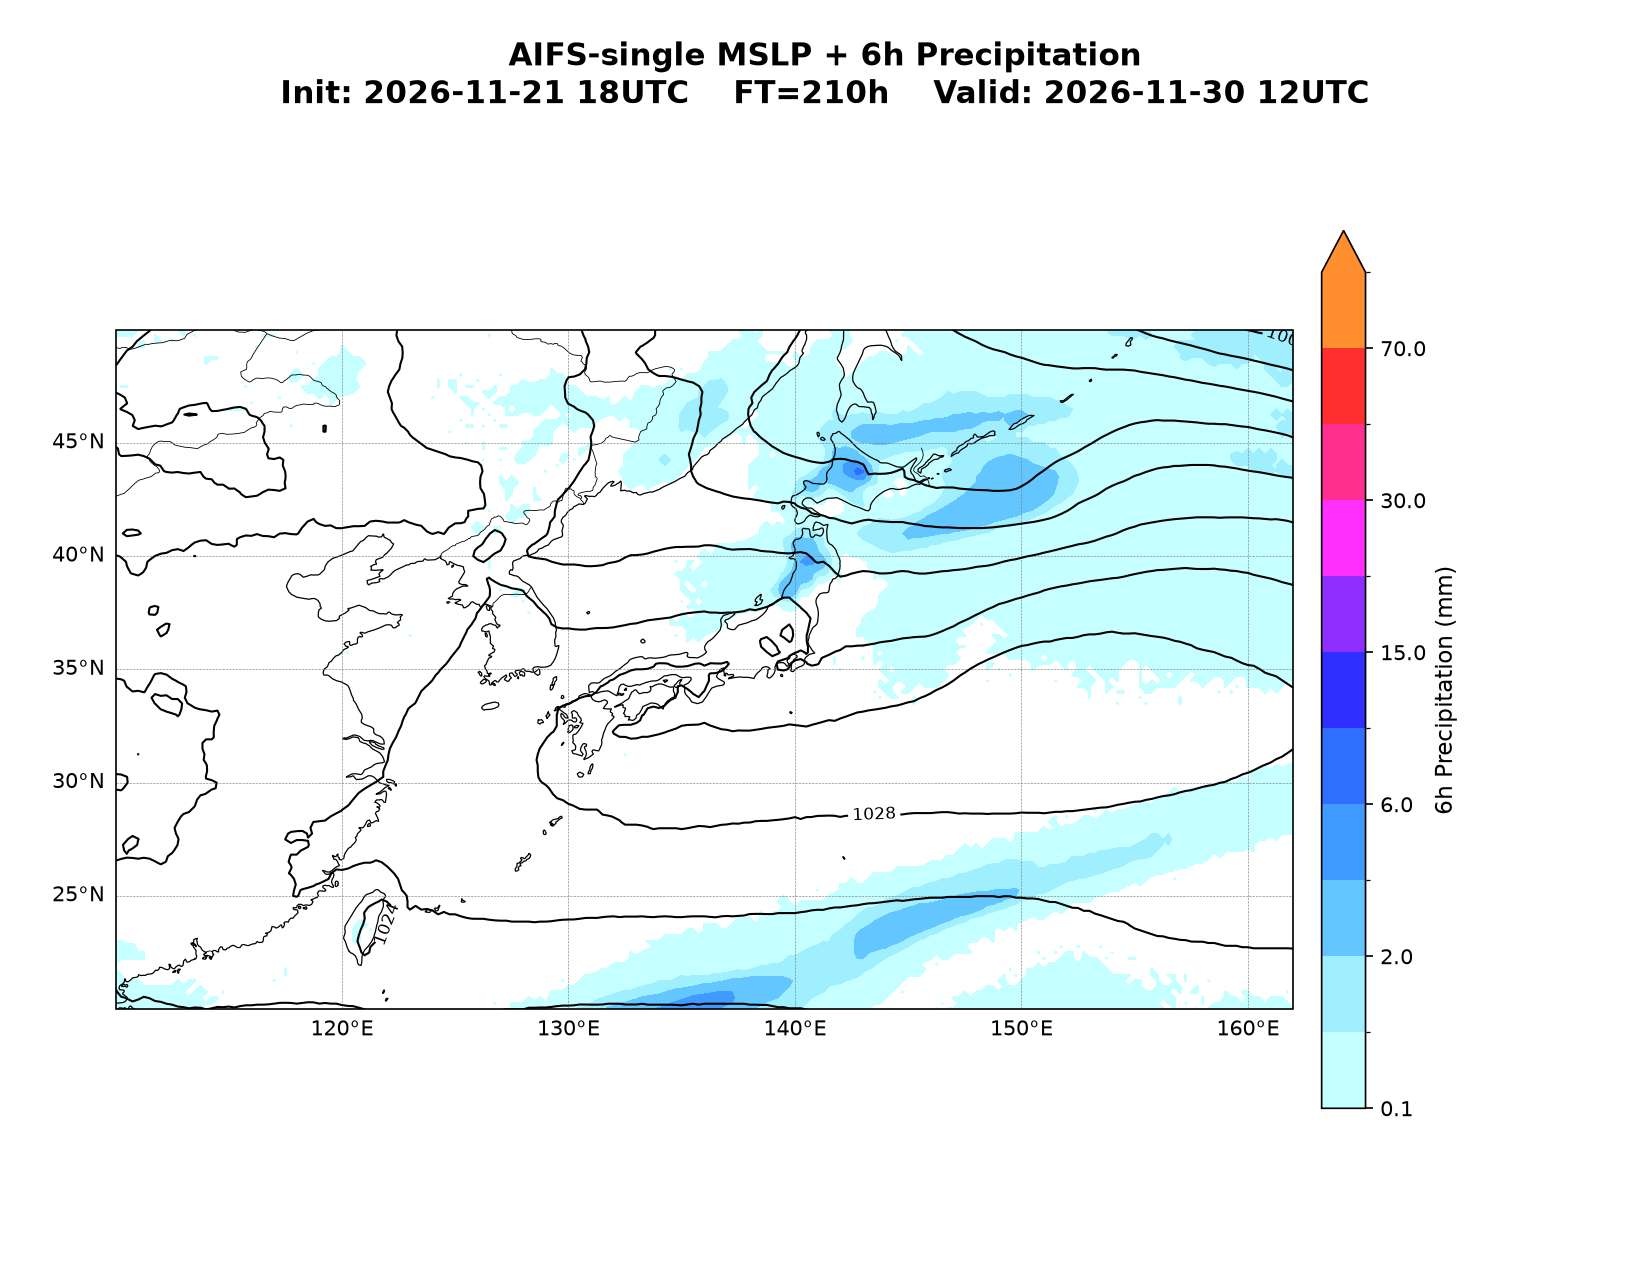 AIFS-single MSLP + 6h Precipitation
Init: 2026-11-21 18UTC FT=210h Valid: 2026-11-30 12UTC
70.0
45°N
30.0
40°N
35°N
15.0
6h Precipitation (mm)
30°N
6.0
1028
25°N
1024
2.0
120°E
130°E
140°E
150°E
160°E
0.1